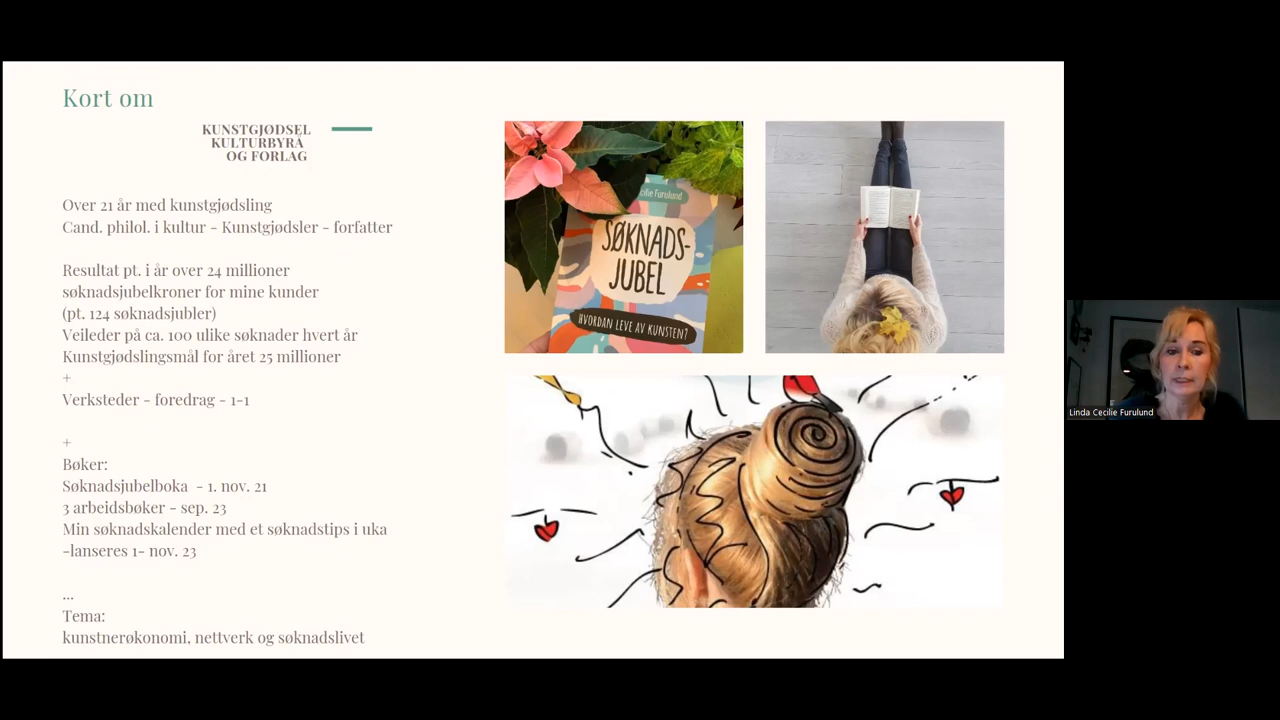 Kort om
KUNSTGJØDSEL
KULTURBYRÅ
OG FORLAG
Over 21 år med kunstgjødsling
Cand. philol. i kultur - Kunstgjødsler - forfatter
Resultat pt. i år over 24 millioner
søknadsjubelkroner for mine kunder
(pt. 124 søknadsjubler)
Veileder på ca. 100 ulike søknader hvert år
Kunstgjødslingsmål for året 25 millioner
+
Verksteder - foredrag - 1-1
+
Bøker:
Søknadsjubelboka - 1. nov. 21
3 arbeidsbøker - sep. 23
Min søknadskalender med et søknadstips i uka
-lanseres 1- nov. 23
...
Tema:
kunstnerøkonomi, nettverk og søknadslivet
Furulund
SØKNADS-
JUBEL
HVORDAN LEVE AV KUNSTEN?
Linda Cecilie Furulund